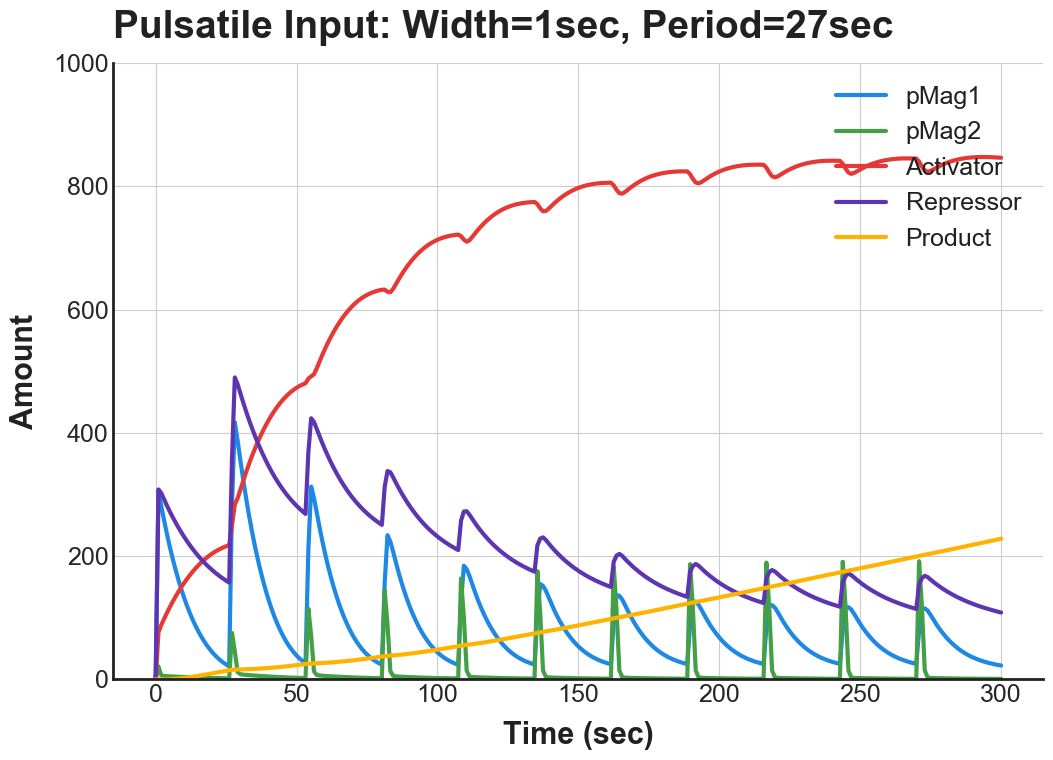 Pulsatile Input: Width=1sec, Period=27sec
1000
800
600
400
200
0
Amount
pMag1
pMag2
Activator
Repressor
Product
0 50 100 150 200 250 300
Time (sec)